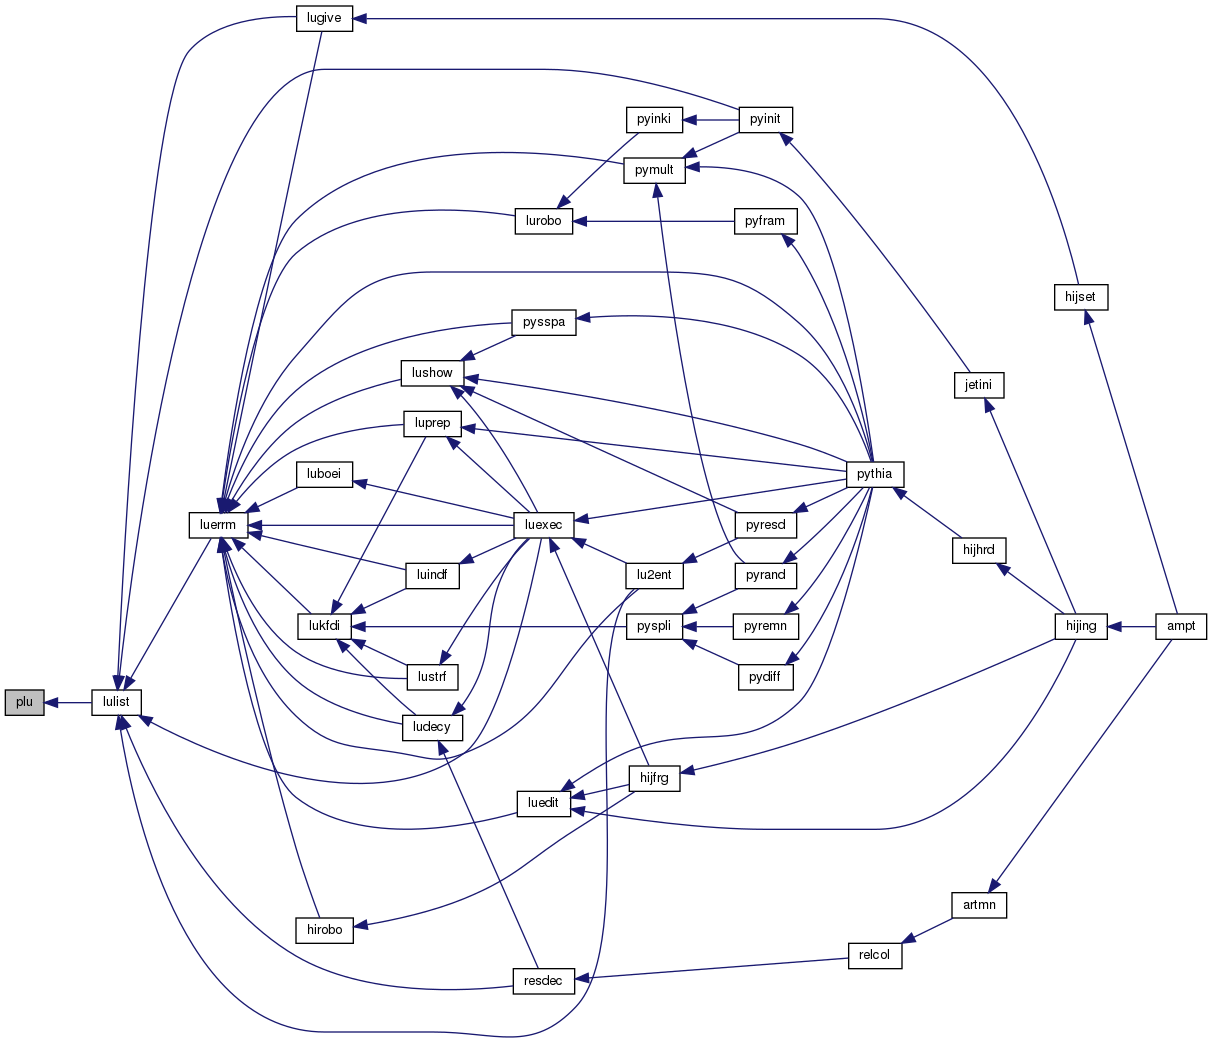 lugive
pyinki
pyinit
pymult
lurobo
pyfram
hijset
pysspa
lushow
jetini
luprep
luboei
pythia
luerrm
luexec
pyresd
hijhrd
luindf
lu2ent
pyrand
lukfdi
pyspli
pyremn
hijing
ampt
lustrf
pydiff
plu
lulist
ludecy
hijfrg
luedit
artmn
hirobo
relcol
resdec